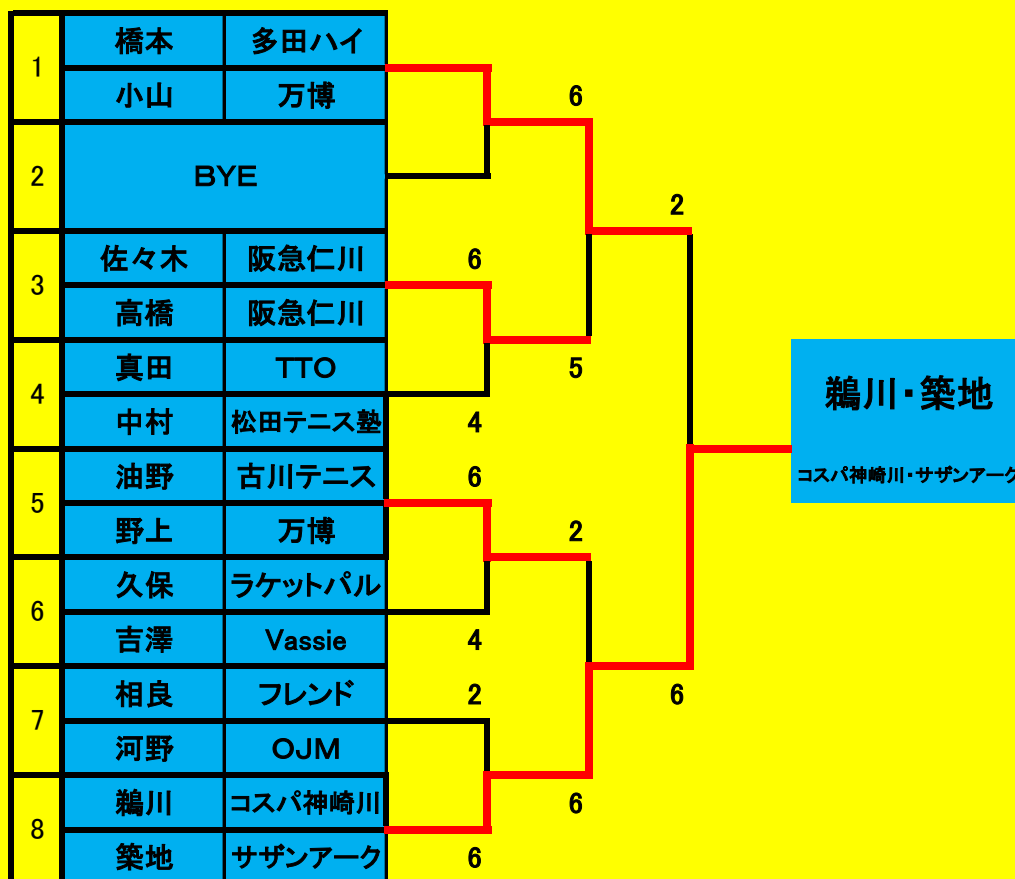 1
橋本 多田ハイ
小山 万博
6
2
BYE
2
3
佐々木 阪急仁川
6
高橋 阪急仁川
4
真田 TTO
5
中村 松田テニス塾
4
鵜川・築地
コスパ神崎川・サザンアーク
5
油野 古川テニス
6
野上 万博
2
6
久保 ラケットパル
吉澤 Vassie
4
7
相良 フレンド
2
6
河野 OJM
8
鵜川 コスパ神崎川
6
築地 サザンアーク
6